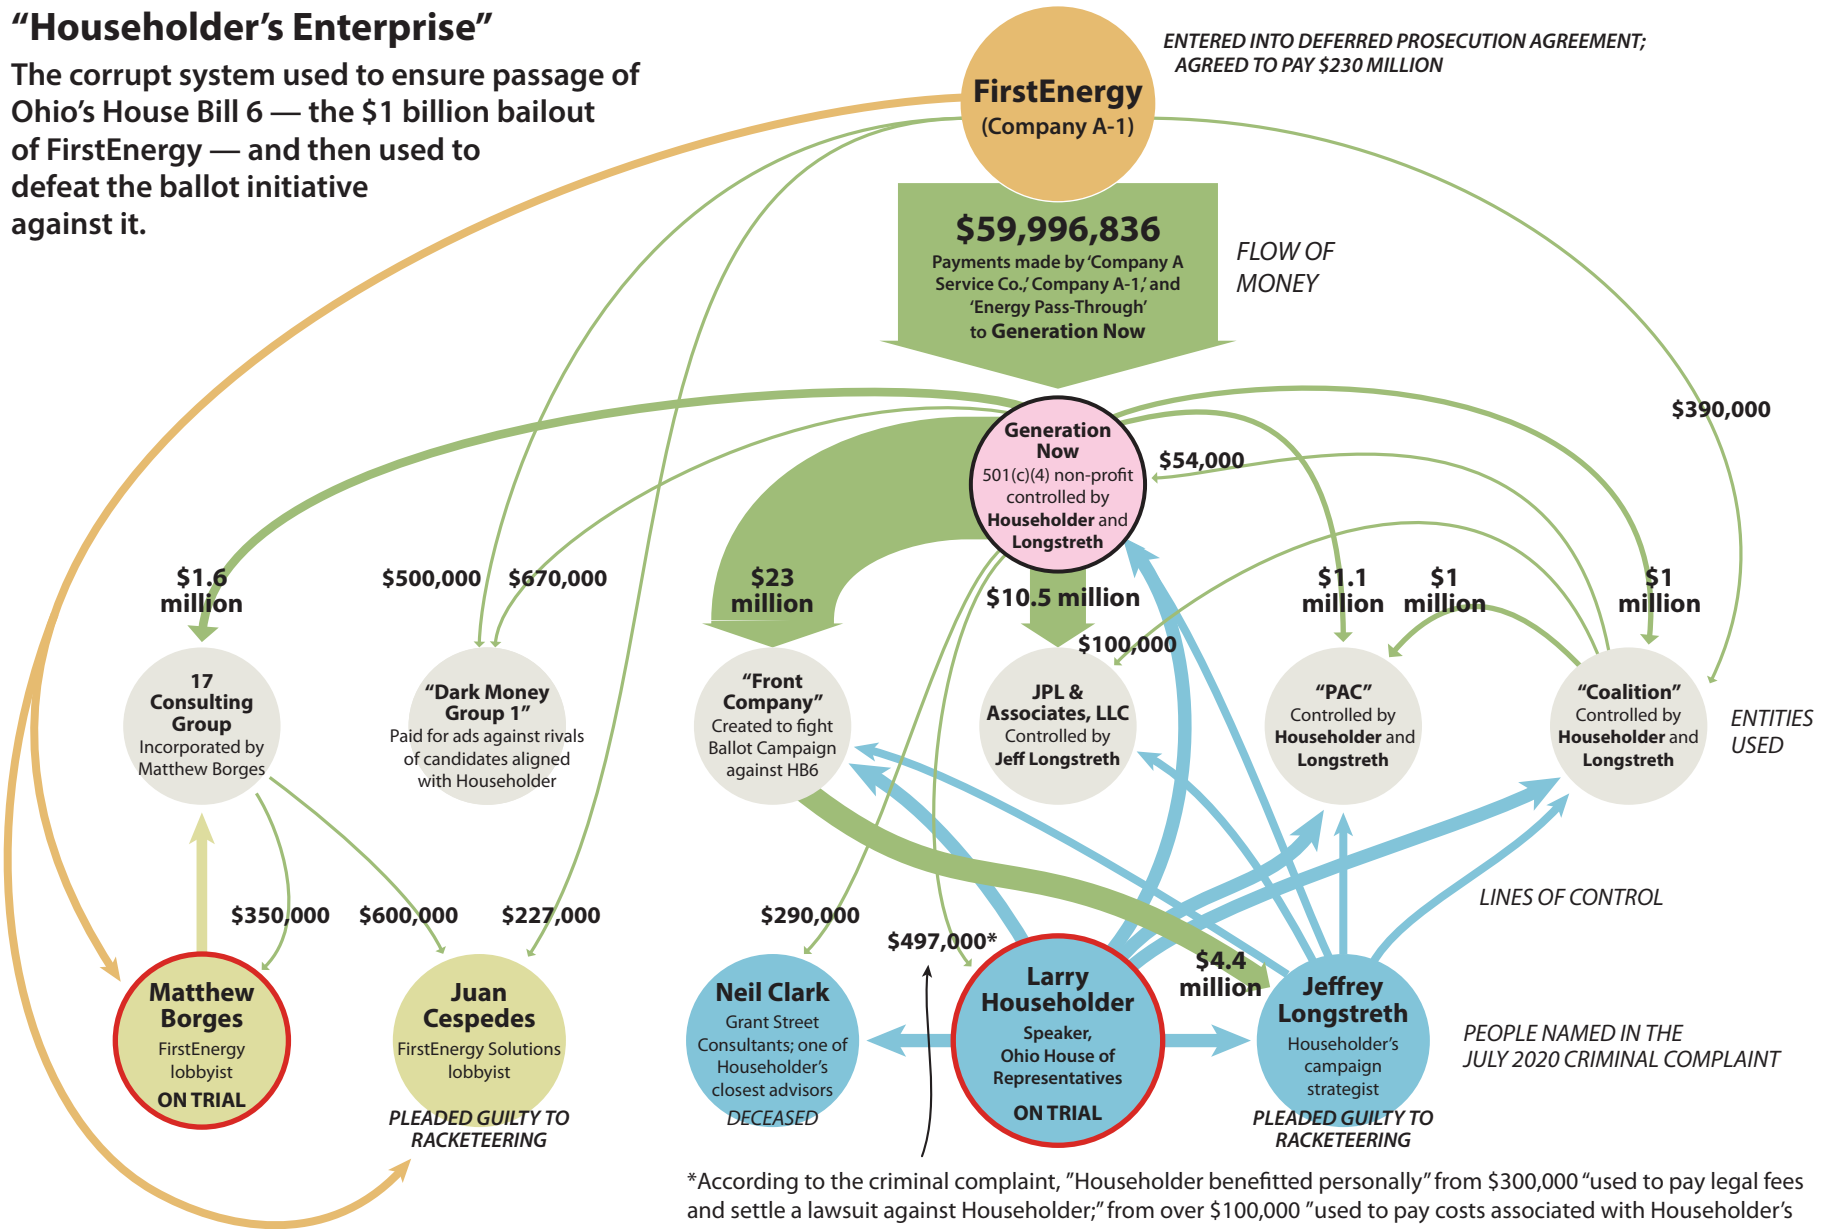 “Householder’s Enterprise”
The corrupt system used to ensure passage of
Ohio’s House Bill 6 — the $1 billion bailout
of FirstEnergy — and then used to
defeat the ballot initiative
against it.
ENTERED INTO DEFERRED PROSECUTION AGREEMENT;
AGREED TO PAY $230 MILLION
FirstEnergy
(Company A-1)
$59,996,836
Payments made by ‘Company A
Service Co.,’ Company A-1,’ and
‘Energy Pass-Through’
to Generation Now
FLOW OF
MONEY
$390,000
Generation
Now
501(c)(4) non-profit
controlled by
Householder and
Longstreth
$54,000
$1.6
million
$500,000
$670,000
$23
million
$10.5 million
$100,000
$1.1
million
$1
million
$1
million
17
Consulting
Group
Incorporated by
Matthew Borges
“Dark Money
Group 1”
Paid for ads against rivals
of candidates aligned
with Householder
“Front
Company”
Created to fight
Ballot Campaign
against HB6
JPL &
Associates, LLC
Controlled by
Jeff Longstreth
“PAC”
Controlled by
Householder and
Longstreth
“Coalition”
Controlled by
Householder and
Longstreth
ENTITIES
USED
LINES OF CONTROL
$350,000
$600,000
$227,000
$290,000
$497,000*
$4.4
million
Matthew
Borges
FirstEnergy
lobbyist
ON TRIAL
Juan
Cespedes
FirstEnergy Solutions
lobbyist
PLEADED GUILTY TO
RACKETEERING
Neil Clark
Grant Street
Consultants; one of
Householder’s
closest advisors
DECEASED
Larry
Householder
Speaker,
Ohio House of
Representatives
ON TRIAL
Jeffrey
Longstreth
Householder’s
campaign
strategist
PLEADED GUILTY TO
RACKETEERING
PEOPLE NAMED IN THE
JULY 2020 CRIMINAL COMPLAINT
*According to the criminal complaint, ”Householder benefitted personally” from $300,000 “used to pay legal fees
and settle a lawsuit against Householder;” from over $100,000 ”used to pay costs associated with Householder’s